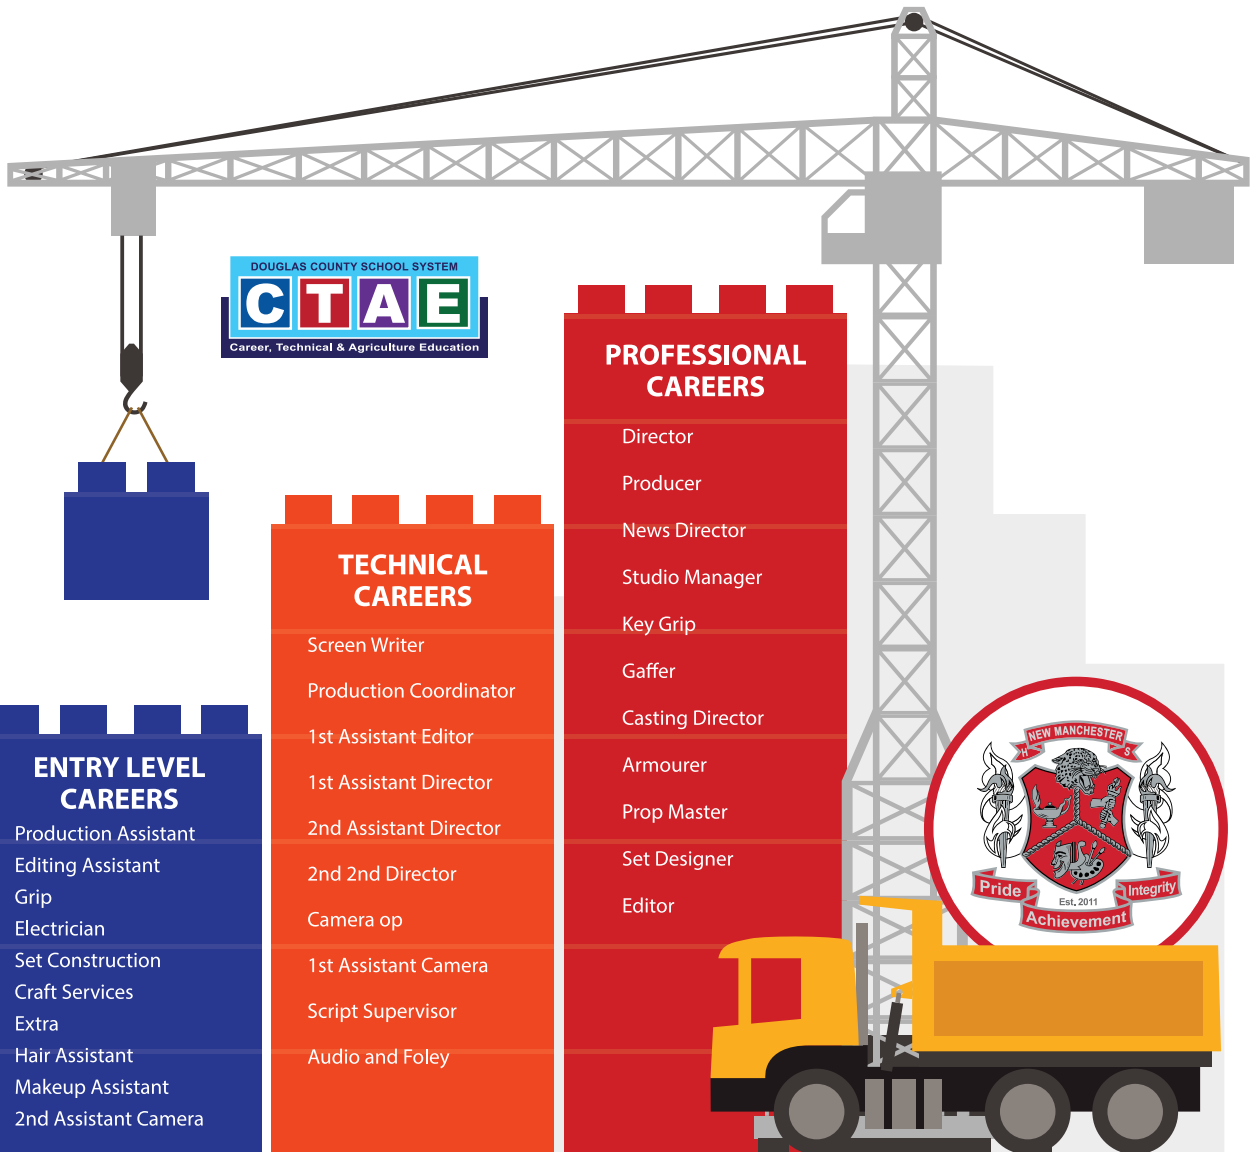 DOUGLAS COUNTY SCHOOL SYSTEM
CTAE
Career, Technical & Agriculture Education
PROFESSIONAL
CAREERS
Director
Producer
News Director
Studio Manager
Key Grip
Gaffer
Casting Director
Armourer
Prop Master
Set Designer
Editor
TECHNICAL
CAREERS
Screen Writer
Production Coordinator
1st Assistant Editor
1st Assistant Director
2nd Assistant Director
2nd 2nd Director
Camera op
1st Assistant Camera
Script Supervisor
Audio and Foley
ENTRY LEVEL
CAREERS
Production Assistant
Editing Assistant
Grip
Electrician
Set Construction
Craft Services
Extra
Hair Assistant
Makeup Assistant
2nd Assistant Camera
NEW MANCHESTER
H S
Pride
Integrity
Est. 2011
Achievement